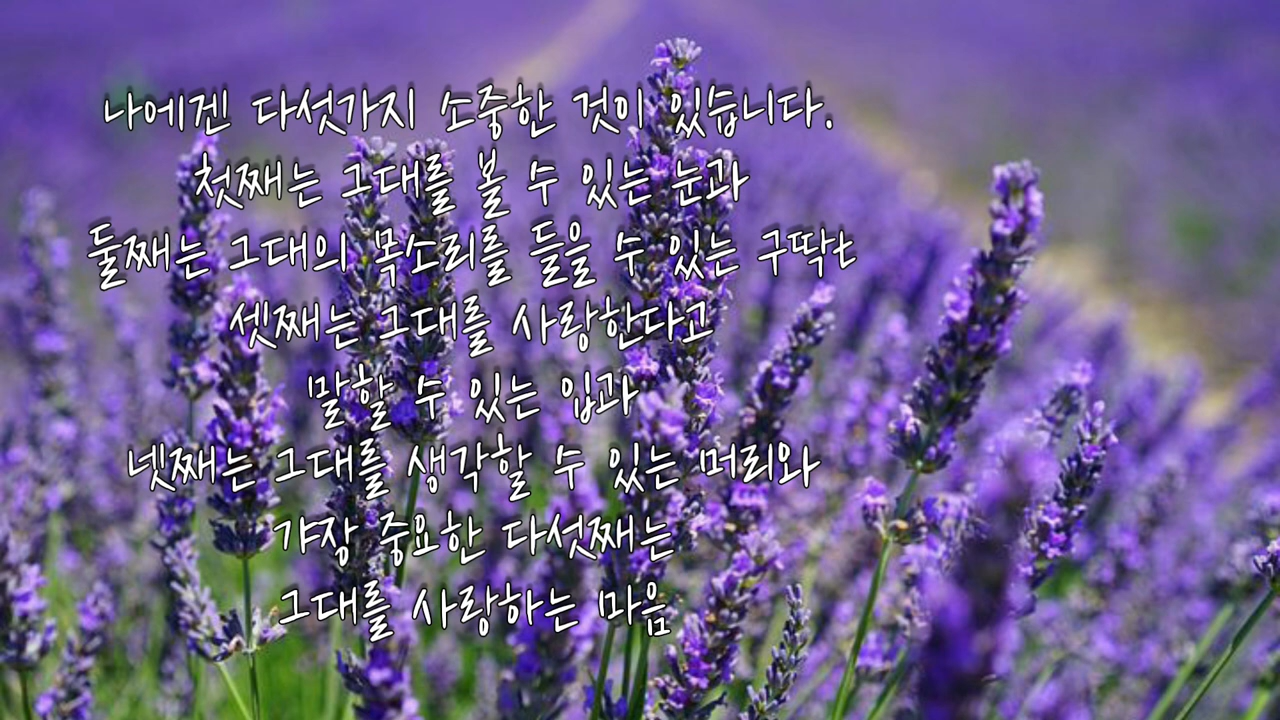 나에겐 다섯가지 소중한 것이 있습니다.
첫째는 그대를 볼 수 있는 눈과
둘째는 그대의 목소리를 들을 수 있는 구딱난
셋째는 그대를 사랑한다고
말할 수 있는 입과
넷째는 그대를 생각할 수 있는 머리와
갸장 중요한 다섯째는
그대를 사랑하는 마음